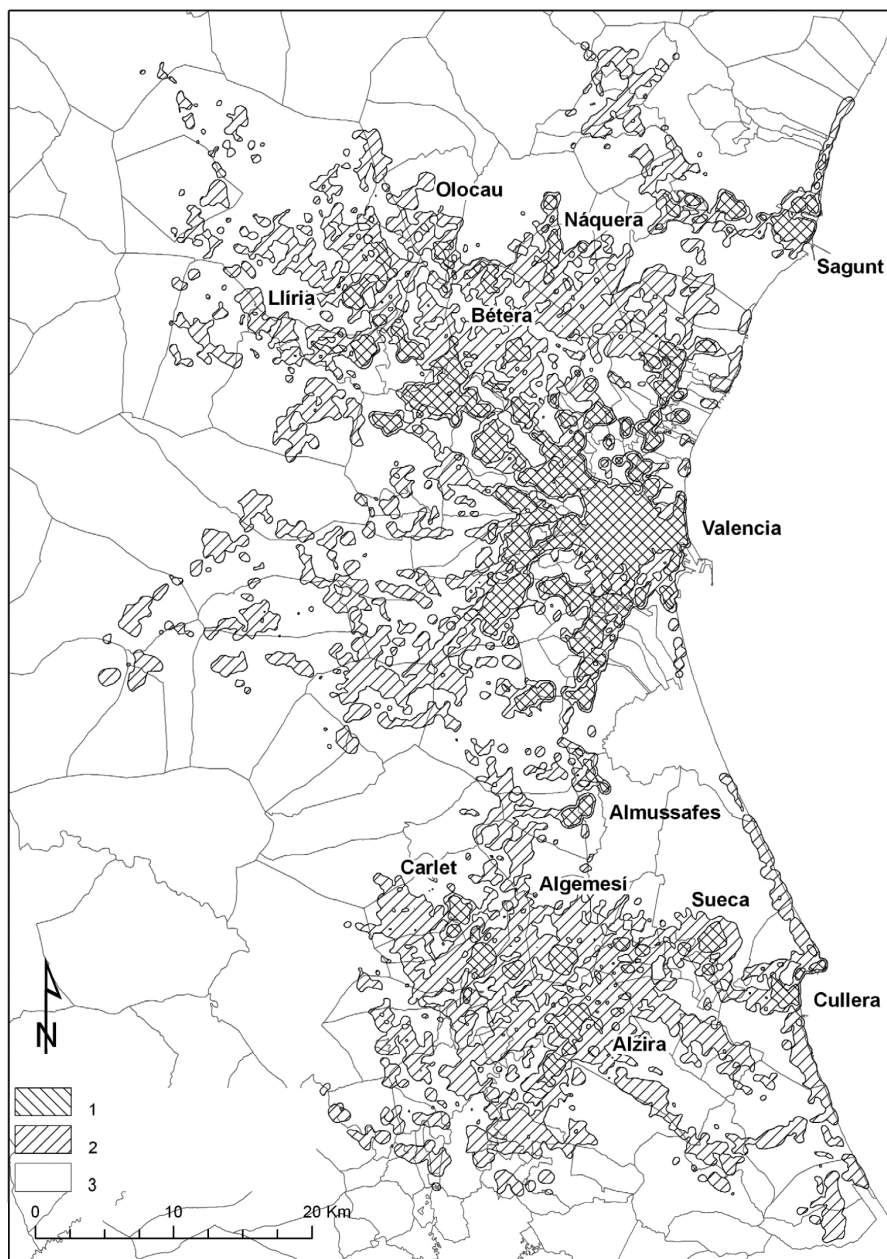 Olocau
Náquera
Sagunt
Llíria
Bétera
Valencia
Almussafes
Carlet
Algemesí
Sueca
Cullera
Alzira
N
1
2
3
0 10 20 Km